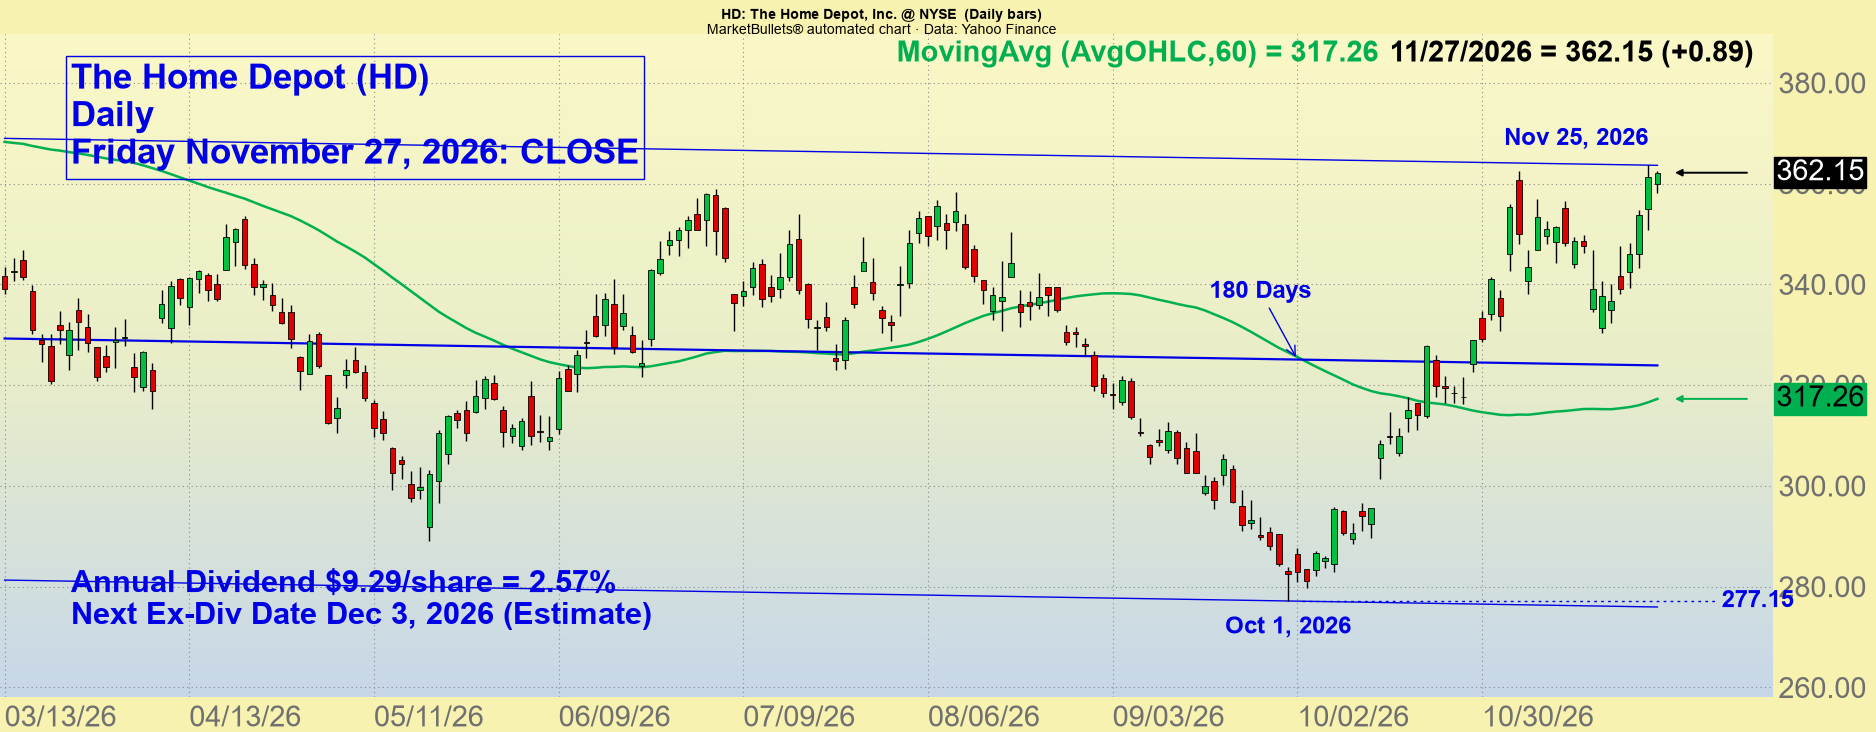 HD: The Home Depot, Inc. @ NYSE (Daily bars)
MarketBullets® automated chart · Data: Yahoo Finance
MovingAvg (AvgOHLC,60) = 317.26 11/27/2026 = 362.15 (+0.89)
The Home Depot (HD)
Daily
Friday November 27, 2026: CLOSE
380.00
Nov 25, 2026
362.15
360.00
180 Days
340.00
320.00
317.26
300.00
Annual Dividend $9.29/share = 2.57%
Next Ex-Div Date Dec 3, 2026 (Estimate)
280.00
277.15
Oct 1, 2026
260.00
03/13/26 04/13/26 05/11/26 06/09/26 07/09/26 08/06/26 09/03/26 10/02/26 10/30/26